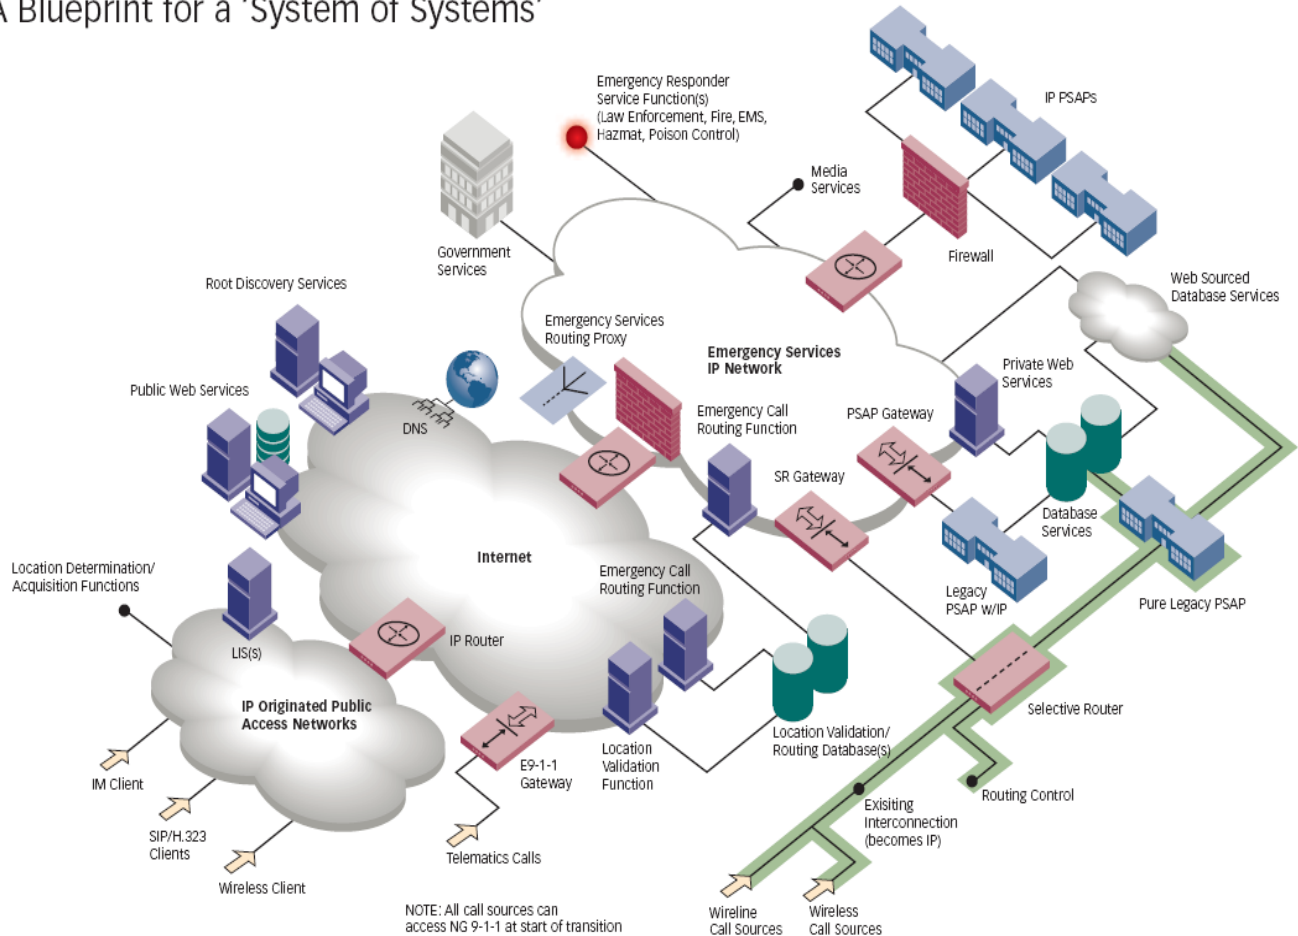 A Blueprint for a 'System of Systems'
Emergency Responder
Service Function(s)
(Law Enforcement, Fire, EMS,
Hazmat, Poison Control)
IP PSAPs
Media
Services
Government
Services
Firewall
Root Discovery Services
Web Sourced
Database Services
Emergency Services
Routing Proxy
Emergency Services
IP Network
Private Web
Services
Public Web Services
DNS
Emergency Call
Routing Function
PSAP Gateway
SR Gateway
Database
Services
Internet
Location Determination/
Acquisition Functions
Emergency Call
Routing Function
Legacy
PSAP w/IP
Pure Legacy PSAP
LIS(s)
IP Router
IP Originated Public
Access Networks
Selective Router
Location Validation/
Routing Database(s)
Location
Validation
Function
E9-1-1
Gateway
IM Client
Routing Control
Exisiting
Interconnection
(becomes IP)
SIP/H.323
Clients
Telematics Calls
Wireless Client
NOTE: All call sources can
access NG 9-1-1 at start of transition
Wireline
Call Sources
Wireless
Call Sources